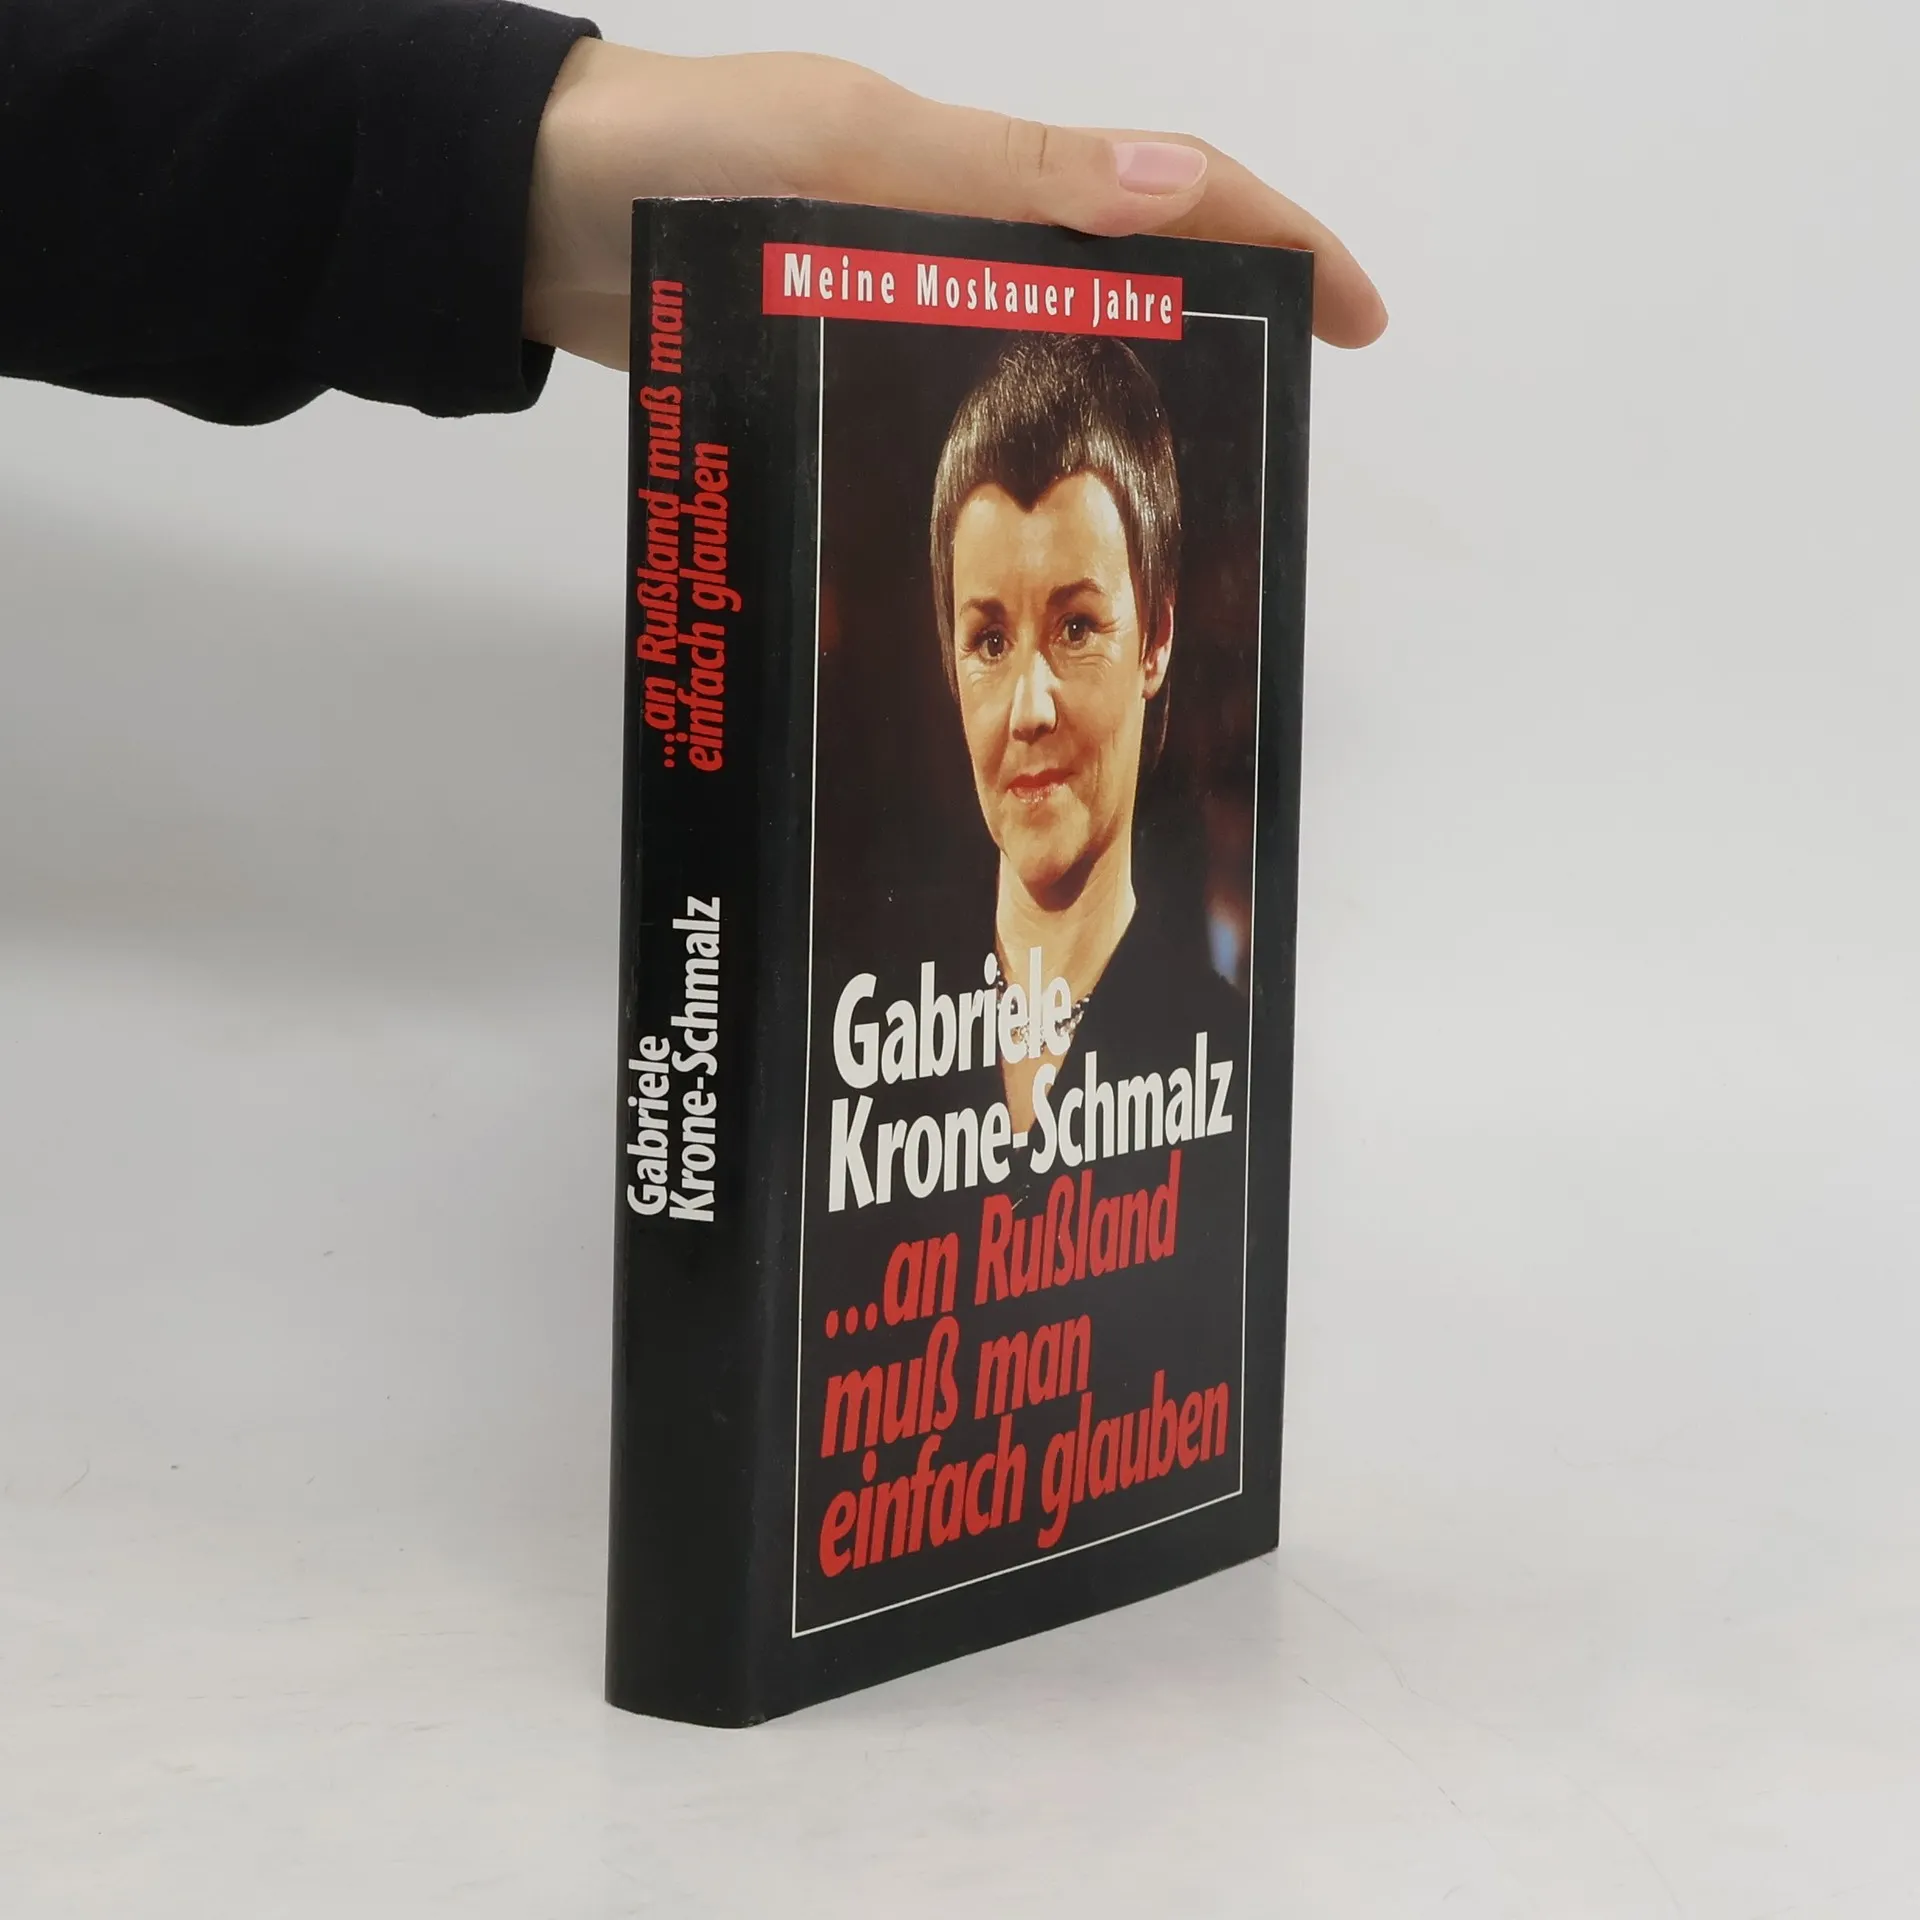 Meine Moskauer Jahre
Gabriele
Krone-Schmalz
...an Rußland
muß man
einfach glauben
...an Rußland muß man
einfach glauben
Gabriele
Krone-Schmalz